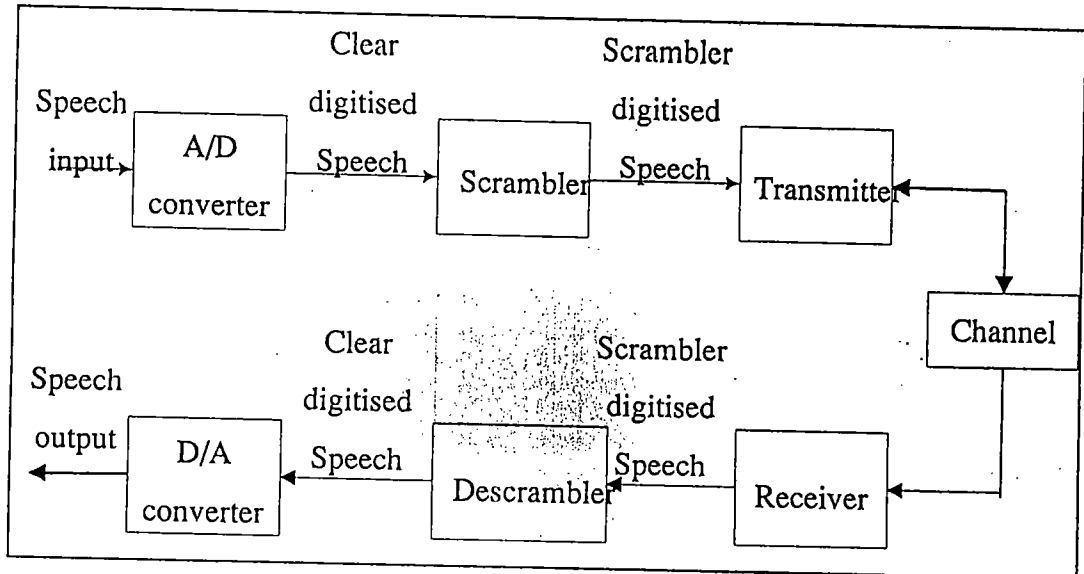 Clear
digitised
Speech
Scrambler
digitised
Speech
Speech
input
A/D
converter
Scrambler
Transmitter
Channel
Clear
digitised
Speech
Scrambler
digitised
Speech
Speech
output
D/A
converter
Descrambler
Receiver